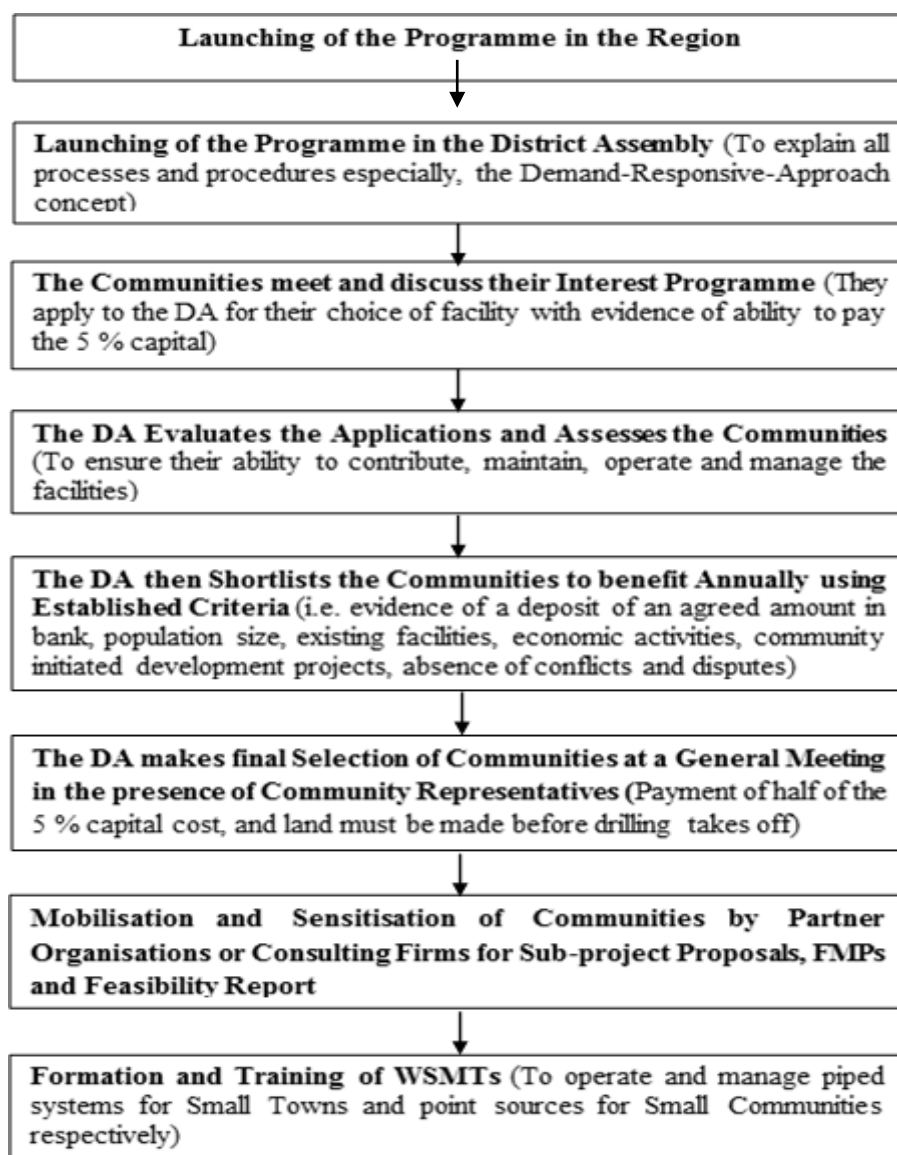 Launching of the Programme in the Region
Launching of the Programme in the District Assembly (To explain all
processes and procedures especially, the Demand-Responsive-Approach
concept)
The Communities meet and discuss their Interest Programme (They
apply to the DA for their choice of facility with evidence of ability to pay
the 5 % capital)
The DA Evaluates the Applications and Assesses the Communities
(To ensure their ability to contribute, maintain, operate and manage the
facilities)
The DA then Shortlists the Communities to benefit Annually using
Established Criteria (i.e. evidence of a deposit of an agreed amount in
bank, population size, existing facilities, economic activities, community
initiated development projects, absence of conflicts and disputes)
The DA makes final Selection of Communities at a General Meeting
in the presence of Community Representatives (Payment of half of the
5 % capital cost, and land must be made before drilling takes off)
Mobilisation and Sensitisation of Communities by Partner
Organisations or Consulting Firms for Sub-project Proposals, FMPs
and Feasibility Report
Formation and Training of WSMTs (To operate and manage piped
systems for Small Towns and point sources for Small Communities
respectively)